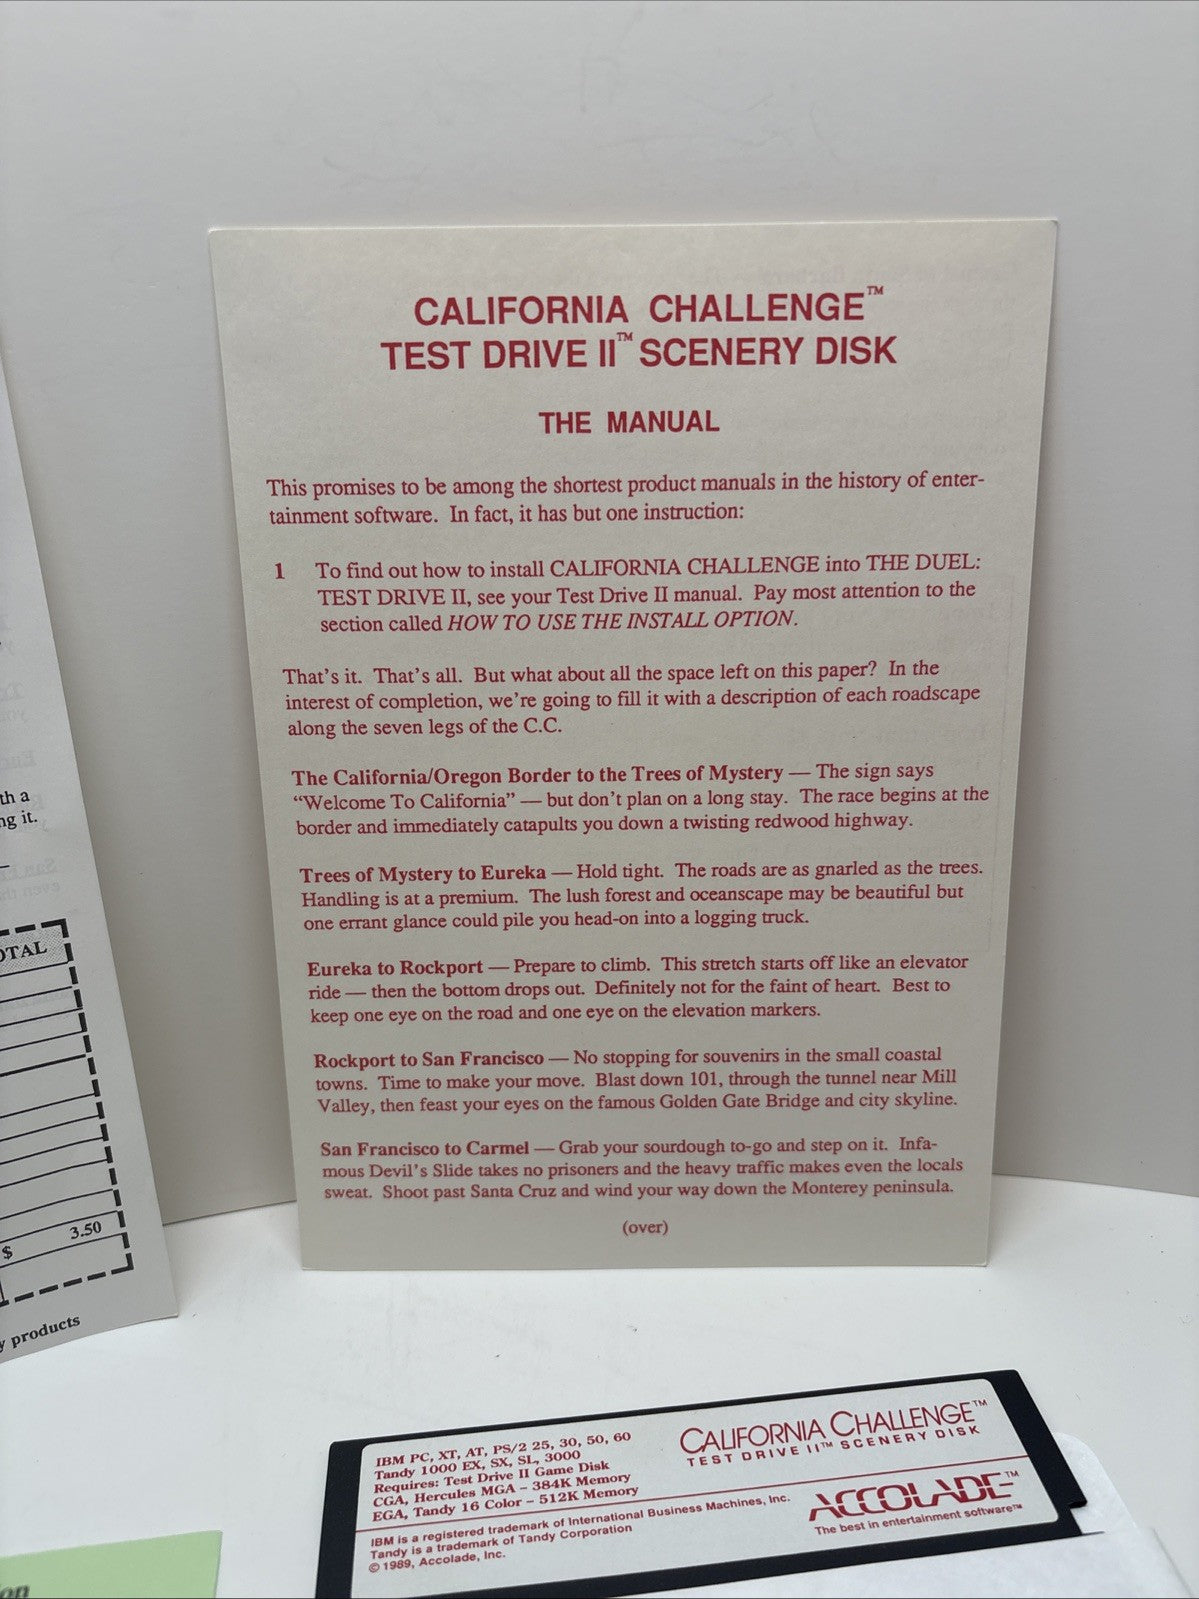 CALIFORNIA CHALLENGE™
TEST DRIVE II™ SCENERY DISK
THE MANUAL
This promises to be among the shortest product manuals in the history of enter-
tainment software. In fact, it has but one instruction:
1 To find out how to install CALIFORNIA CHALLENGE into THE DUEL:
TEST DRIVE II, see your Test Drive II manual. Pay most attention to the
section called HOW TO USE THE INSTALL OPTION.
That's it. That's all. But what about all the space left on this paper? In the
interest of completion, we're going to fill it with a description of each roadscape
along the seven legs of the C.C.
The California/Oregon Border to the Trees of Mystery — The sign says
“Welcome To California” — but don't plan on a long stay. The race begins at the
border and immediately catapults you down a twisting redwood highway.
Trees of Mystery to Eureka — Hold tight. The roads are as gnarled as the trees.
Handling is at a premium. The lush forest and oceanscape may be beautiful but
one errant glance could pile you head-on into a logging truck.
Eureka to Rockport — Prepare to climb. This stretch starts off like an elevator
ride — then the bottom drops out. Definitely not for the faint of heart. Best to
keep one eye on the road and one eye on the elevation markers.
Rockport to San Francisco — No stopping for souvenirs in the small coastal
towns. Time to make your move. Blast down 101, through the tunnel near Mill
Valley, then feast your eyes on the famous Golden Gate Bridge and city skyline.
San Francisco to Carmel — Grab your sourdough to-go and step on it. Infa-
mous Devil's Slide takes no prisoners and the heavy traffic makes even the locals
sweat. Shoot past Santa Cruz and wind your way down the Monterey peninsula.
(over)
th a
ng it.
OTAL
$ 3.50
y products
IBM PC, XT, AT, PS/2 25, 30, 50, 60
Tandy 1000 EX, SX, SL, 3000
Requires: Test Drive II Game Disk
CGA, Hercules MGA – 384K Memory
EGA, Tandy 16 Color – 512K Memory
CALIFORNIA CHALLENGE™
TEST DRIVE II™ SCENERY DISK
IBM is a registered trademark of International Business Machines, Inc.
Tandy is a trademark of Tandy Corporation
© 1989, Accolade, Inc.
ACCOLADE™
The best in entertainment software™
on